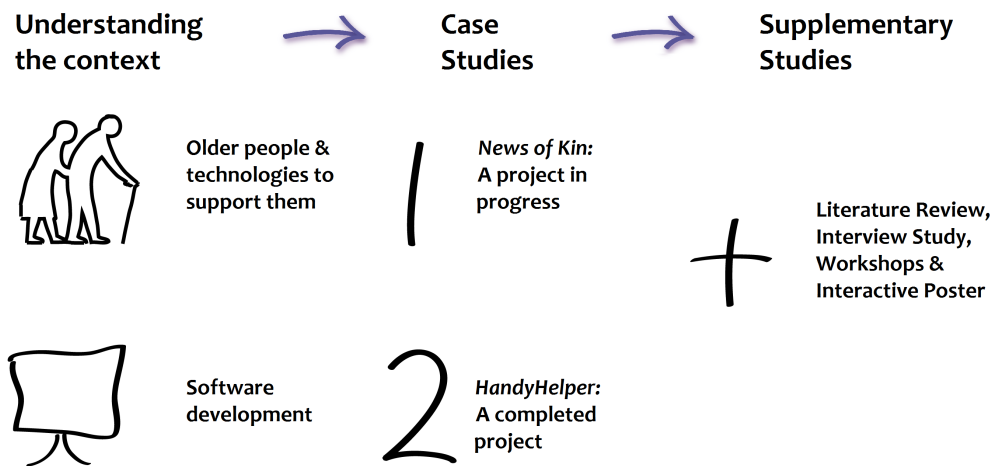 Understanding
the context
Case
Studies
Supplementary
Studies
Older people &
technologies to
support them
1
News of Kin:
A project in
progress
+
Literature Review,
Interview Study,
Workshops &
Interactive Poster
Software
development
2
HandyHelper:
A completed
project